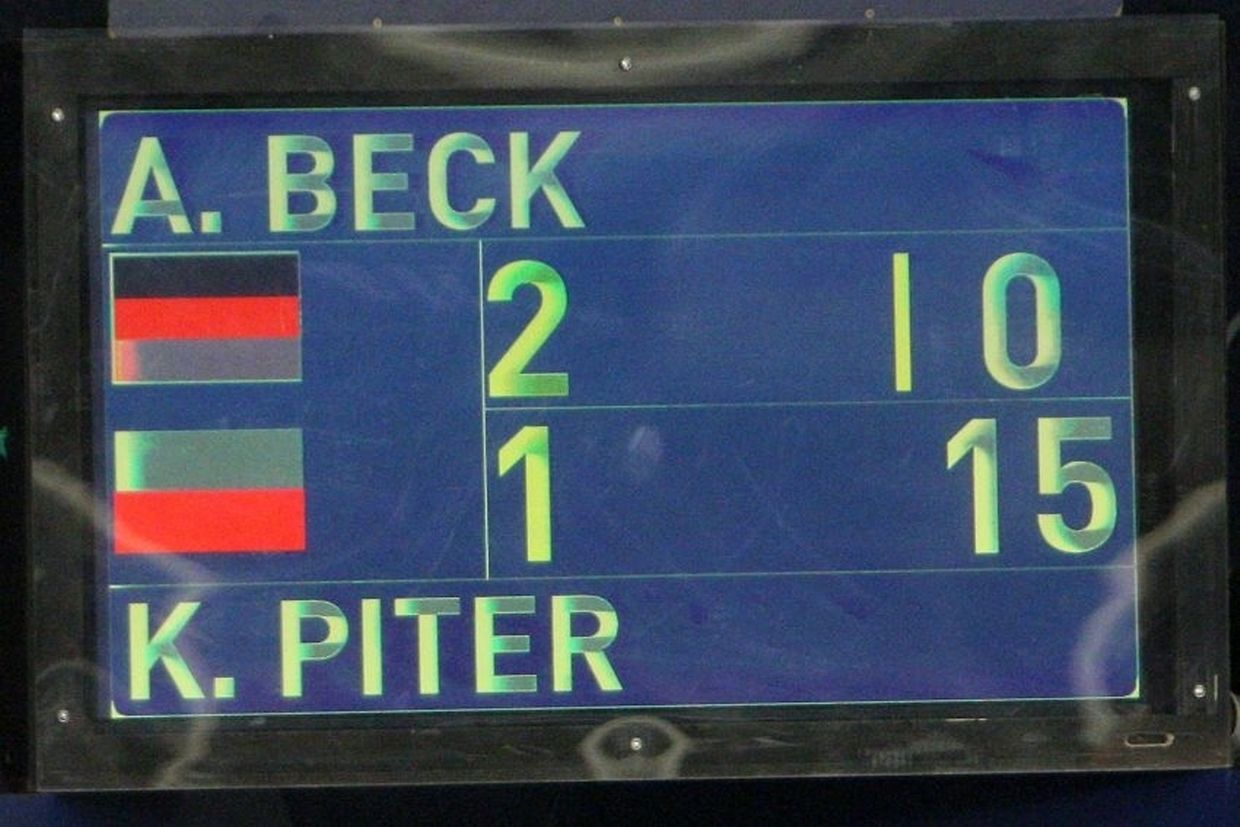 A. BECK
2 | 0
1 15
K. PITER